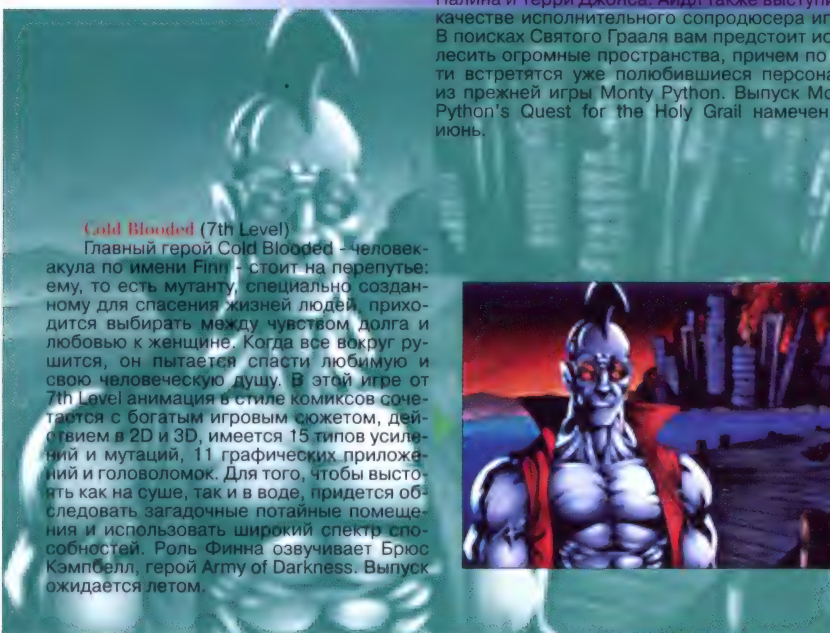 Палина и Терри Джонса. Айдл также выступи
качестве исполнительного сопродюсера иг
В поисках Святого Грааля вам предстоит ис
лесить огромные пространства, причем по
ти встретятся уже полюбившиеся персона
из прежней игры Monty Python. Выпуск Mo
Python's Quest for the Holy Grail намечен
июнь.
Cold Blooded (7th Level)
Главный герой Cold Blooded - человек-
акула по имени Finn - стоит на перепутье:
ему, то есть мутанту, специально создан-
ному для спасения жизней людей, прихо-
дится выбирать между чувством долга и
любовью к женщине. Когда все вокруг ру-
шится, он пытается спасти любимую и
свою человеческую душу. В этой игре от
7th Level анимация в стиле комиксов соче-
тается с богатым игровым сюжетом, дей-
ствием в 2D и 3D, имеется 15 типов усиле-
ний и мутаций, 11 графических приложе-
ний и головоломок. Для того, чтобы высто-
ять как на суше, так и в воде, придется об-
следовать загадочные потайные помеще-
ния и использовать широкий спектр спо-
собностей. Роль Финна озвучивает Брюс
Кэмпбелл, герой Army of Darkness. Выпуск
ожидается летом.